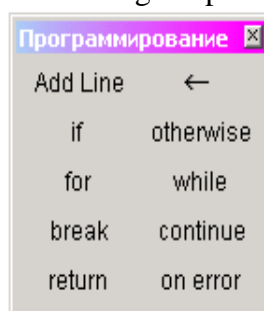 Программирование
Add Line ←
if otherwise
for while
break continue
return on error